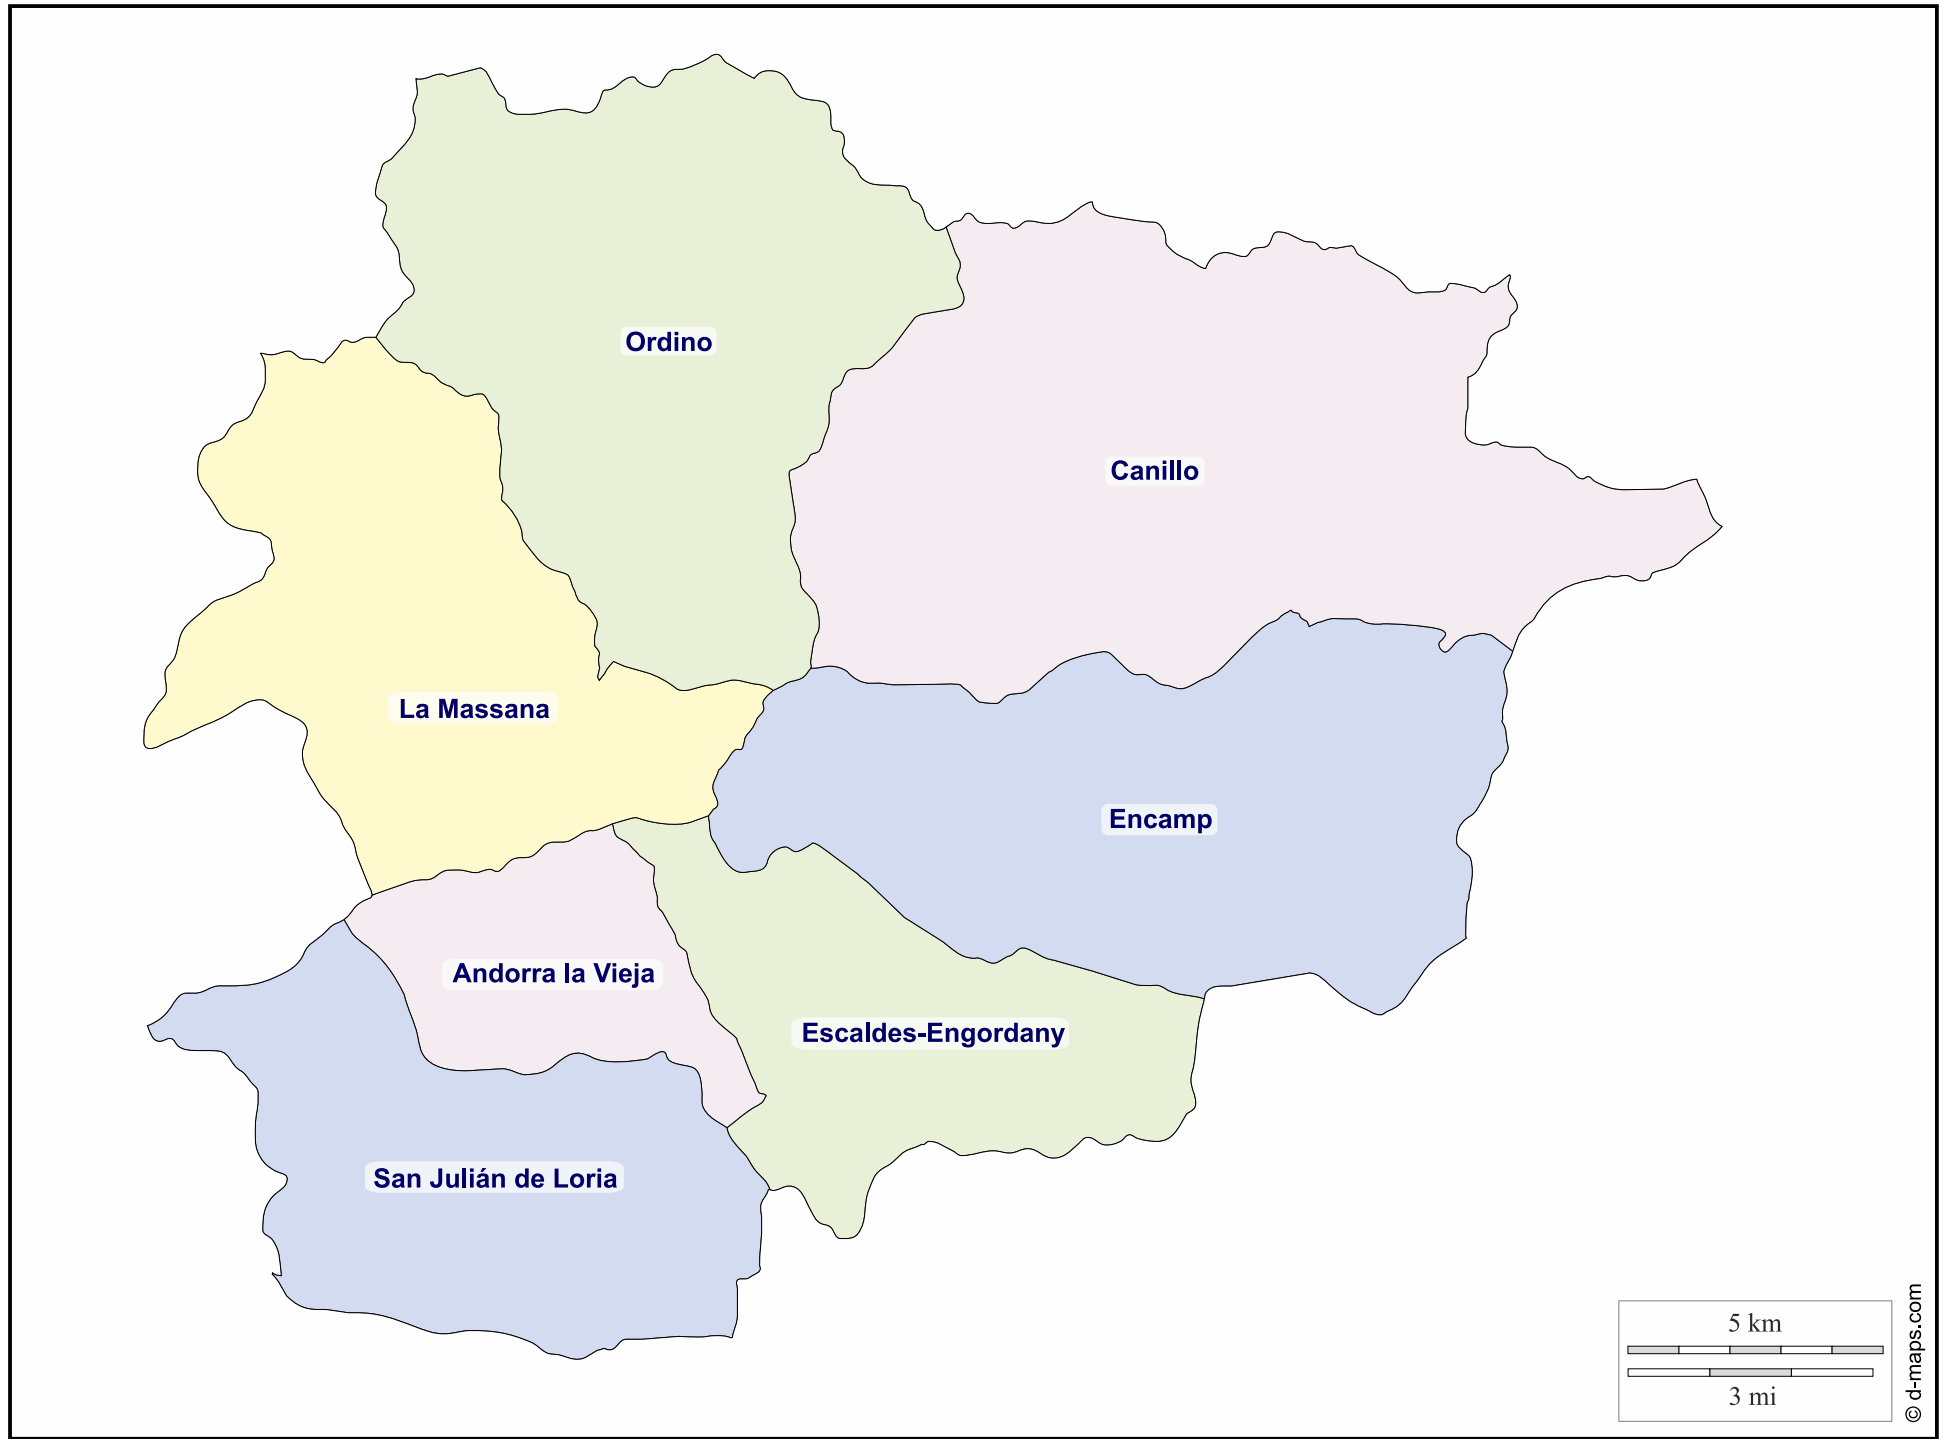 Ordino
Canillo
La Massana
Encamp
Andorra la Vieja
Escaldes-Engordany
San Julián de Loria
5 km
3 mi
© d-maps.com